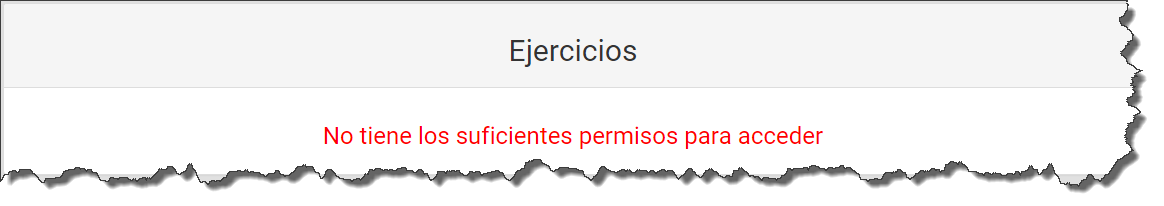 Ejercicios
No tiene los suficientes permisos para acceder